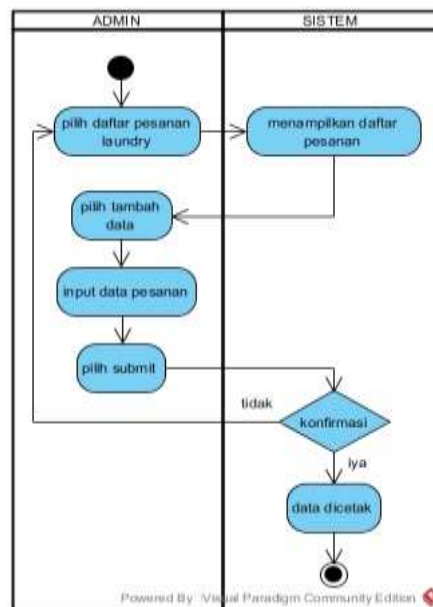 ADMIN
SISTEM
pilih daftar pesanan
laundry
menampilkan daftar
pesanan
pilih tambah
data
input data pesanan
pilih submit
tidak
konfirmasi
iya
data dicetak
Powered By Visual Paradigm Community Edition